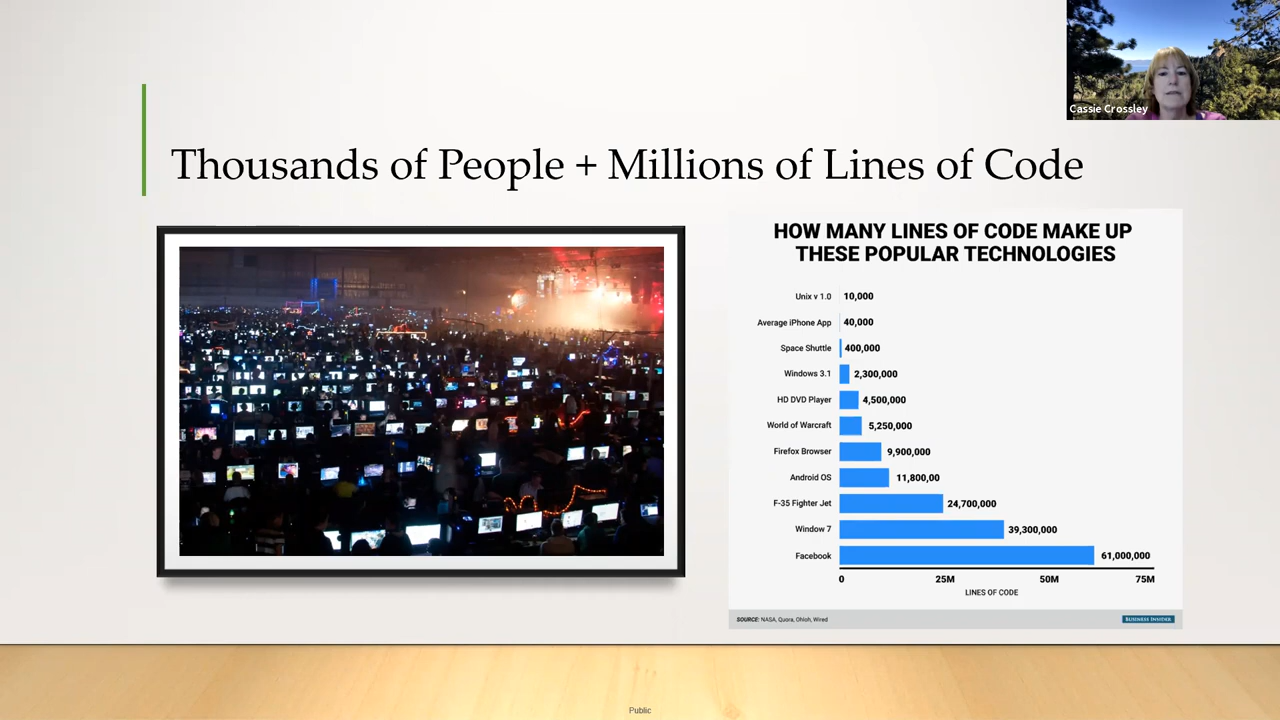 Cassie Crossley
Thousands of People + Millions of Lines of Code
HOW MANY LINES OF CODE MAKE UP
THESE POPULAR TECHNOLOGIES
Unix v 1.0 10,000
Average iPhone App 40,000
Space Shuttle 400,000
Windows 3.1 2,300,000
HD DVD Player 4,500,000
World of Warcraft 5,250,000
Firefox Browser 9,900,000
Android OS 11,800,00
F-35 Fighter Jet 24,700,000
Window 7 39,300,000
Facebook 61,000,000
0 25M 50M 75M
LINES OF CODE
SOURCE: NASA, Quora, Ohloh, Wired
BUSINESS INSIDER
Public